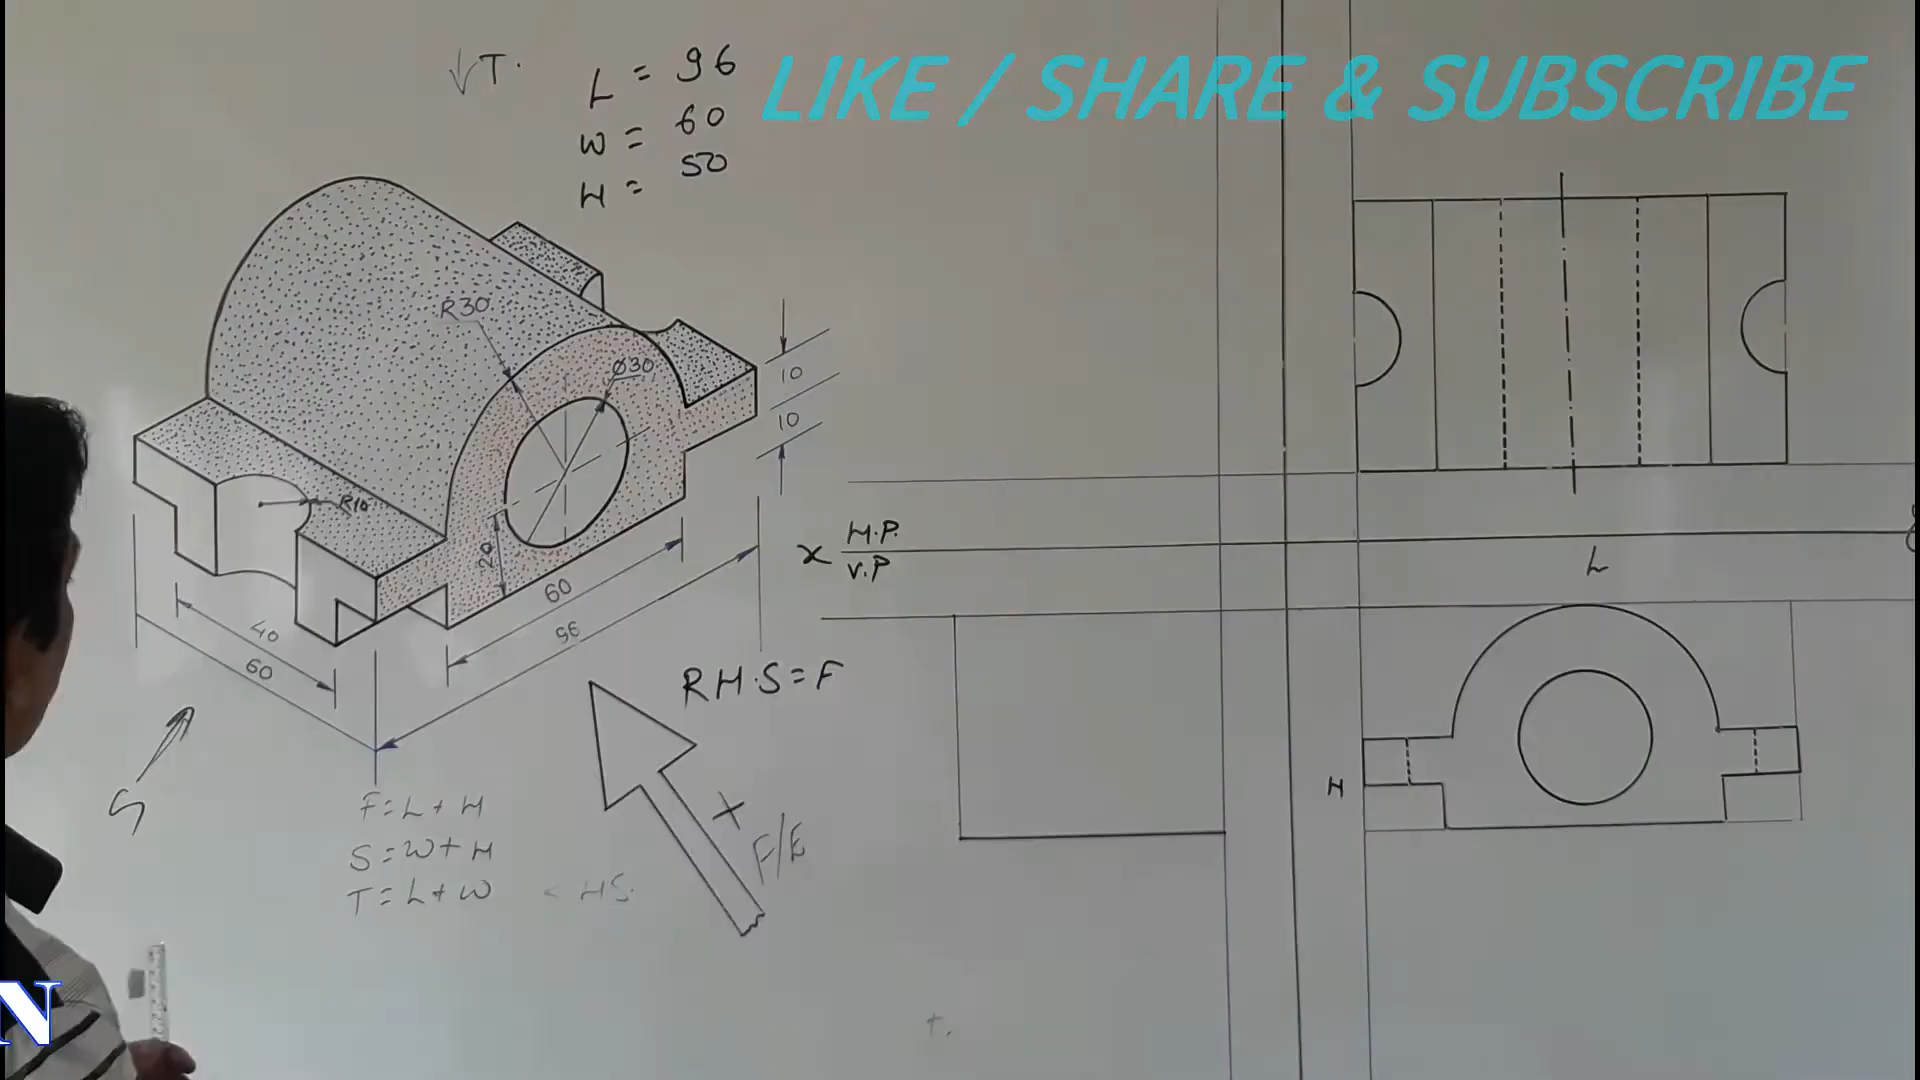 ↓T.
L = 96
W = 60
H = 50
LIKE / SHARE & SUBSCRIBE
R30
Ø30
10
10
R10
20
60
96
40
60
X H.P.
V.P
L
RH.S = F
S
H
F = L + H
S = W + H
T = L + W
< HS.
X
F/E
N